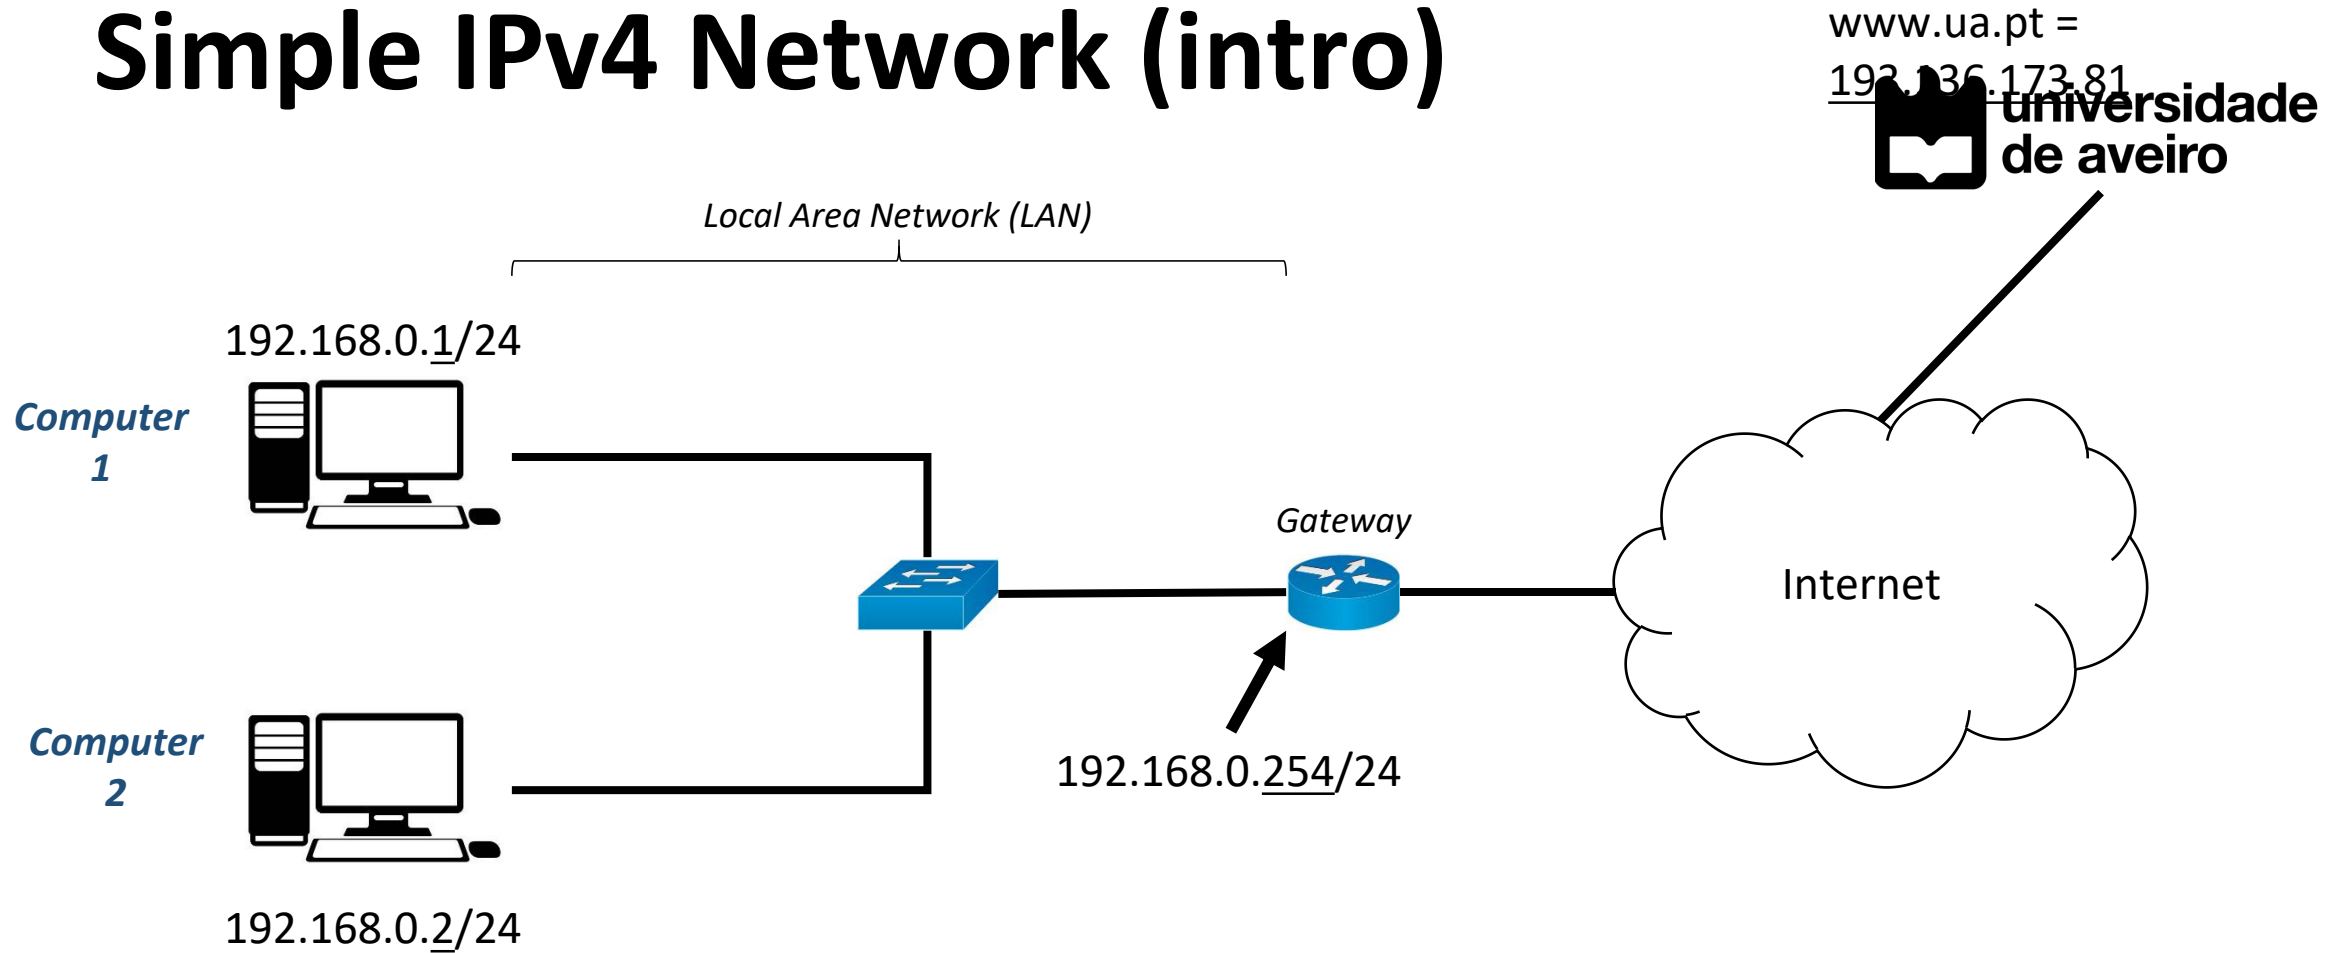 Simple IPv4 Network (intro)
www.ua.pt =
193.136.173.81
universidade
de aveiro
Local Area Network (LAN)
192.168.0.1/24
Computer
1
Gateway
Internet
Computer
2
192.168.0.254/24
192.168.0.2/24